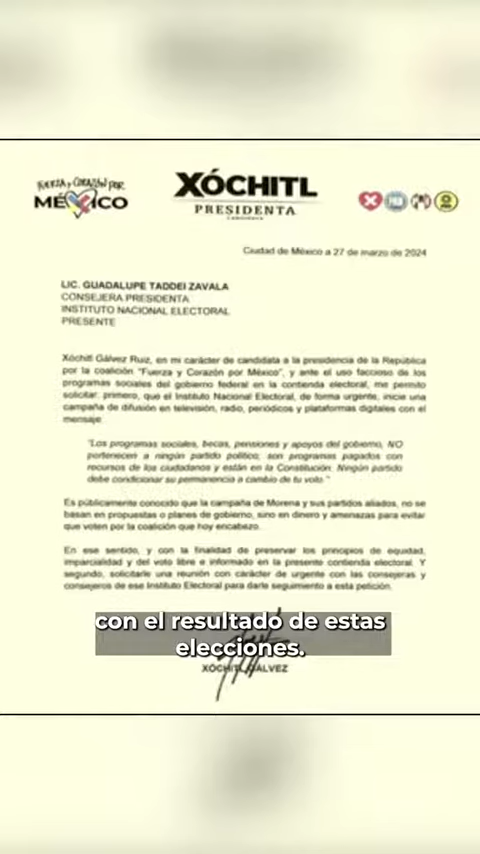 FUERZA y CORAZÓN POR
MÉXICO
XÓCHITL
PRESIDENTA
Ciudad de México a 27 de marzo de 2024
LIC. GUADALUPE TADDEI ZAVALA
CONSEJERA PRESIDENTA
INSTITUTO NACIONAL ELECTORAL
PRESENTE
Xóchitl Gálvez Ruiz, en mi carácter de candidata a la presidencia de la República
por la coalición "Fuerza y Corazón por México", y ante el uso faccioso de los
programas sociales del gobierno federal en la contienda electoral, me permito
solicitar: primero, que el Instituto Nacional Electoral, de forma urgente, inicie una
campaña de difusión en televisión, radio, periódicos y plataformas digitales con el
mensaje:
"Los programas sociales, becas, pensiones y apoyos del gobierno, NO
pertenecen a ningún partido político; son programas pagados con
recursos de los ciudadanos y están en la Constitución. Ningún partido
debe condicionar su permanencia a cambio de tu voto."
Es públicamente conocido que la campaña de Morena y sus partidos aliados, no se
basan en propuestas o planes de gobierno, sino en dinero y amenazas para evitar
que voten por la coalición que hoy encabezo.
En ese sentido, y con la finalidad de preservar los principios de equidad,
imparcialidad y del voto libre e informado en la presente contienda electoral. Y
segundo, solicitarle una reunión con carácter de urgente con las consejeras y
consejeros de ese Instituto Electoral para darle seguimiento a esta petición.
con el resultado de estas
elecciones.
XÓCHITL GÁLVEZ